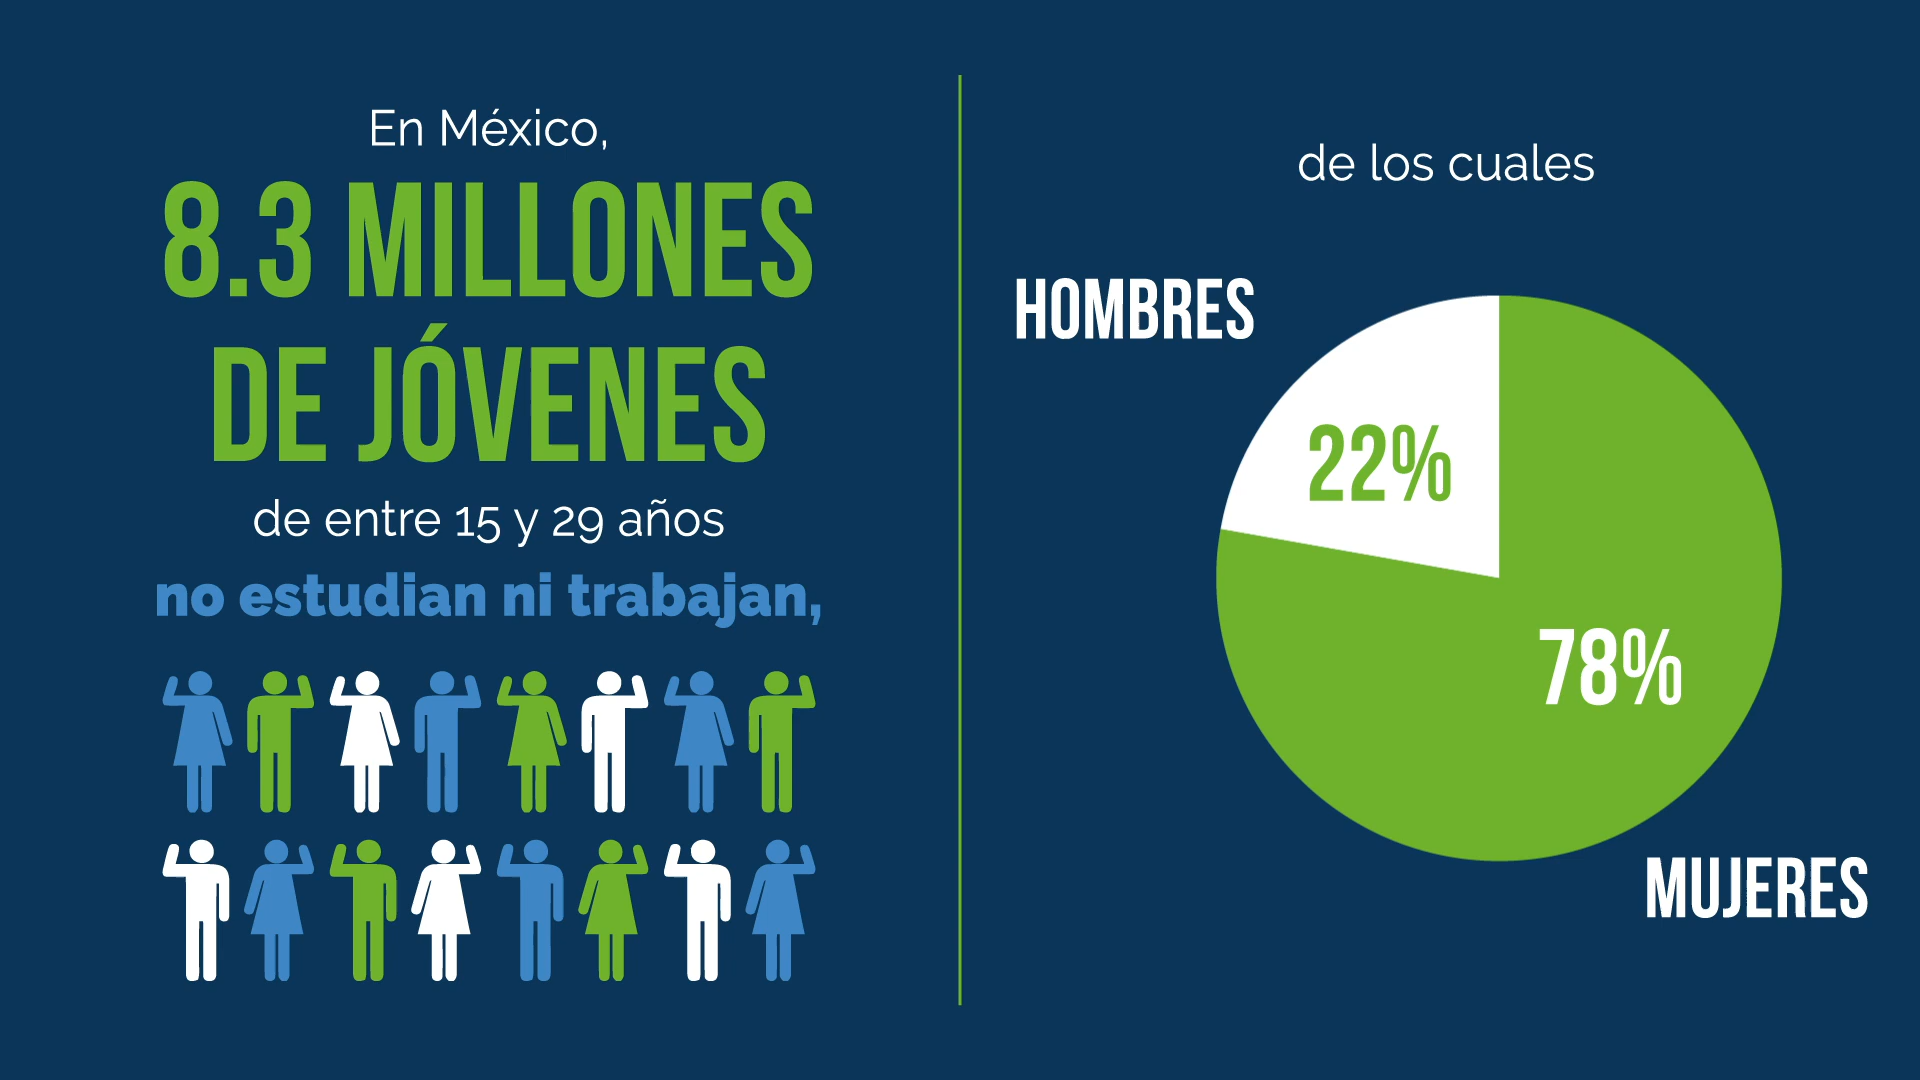 En México,
8.3 MILLONES
DE JÓVENES
de entre 15 y 29 años
no estudian ni trabajan,
de los cuales
HOMBRES
22%
78%
MUJERES